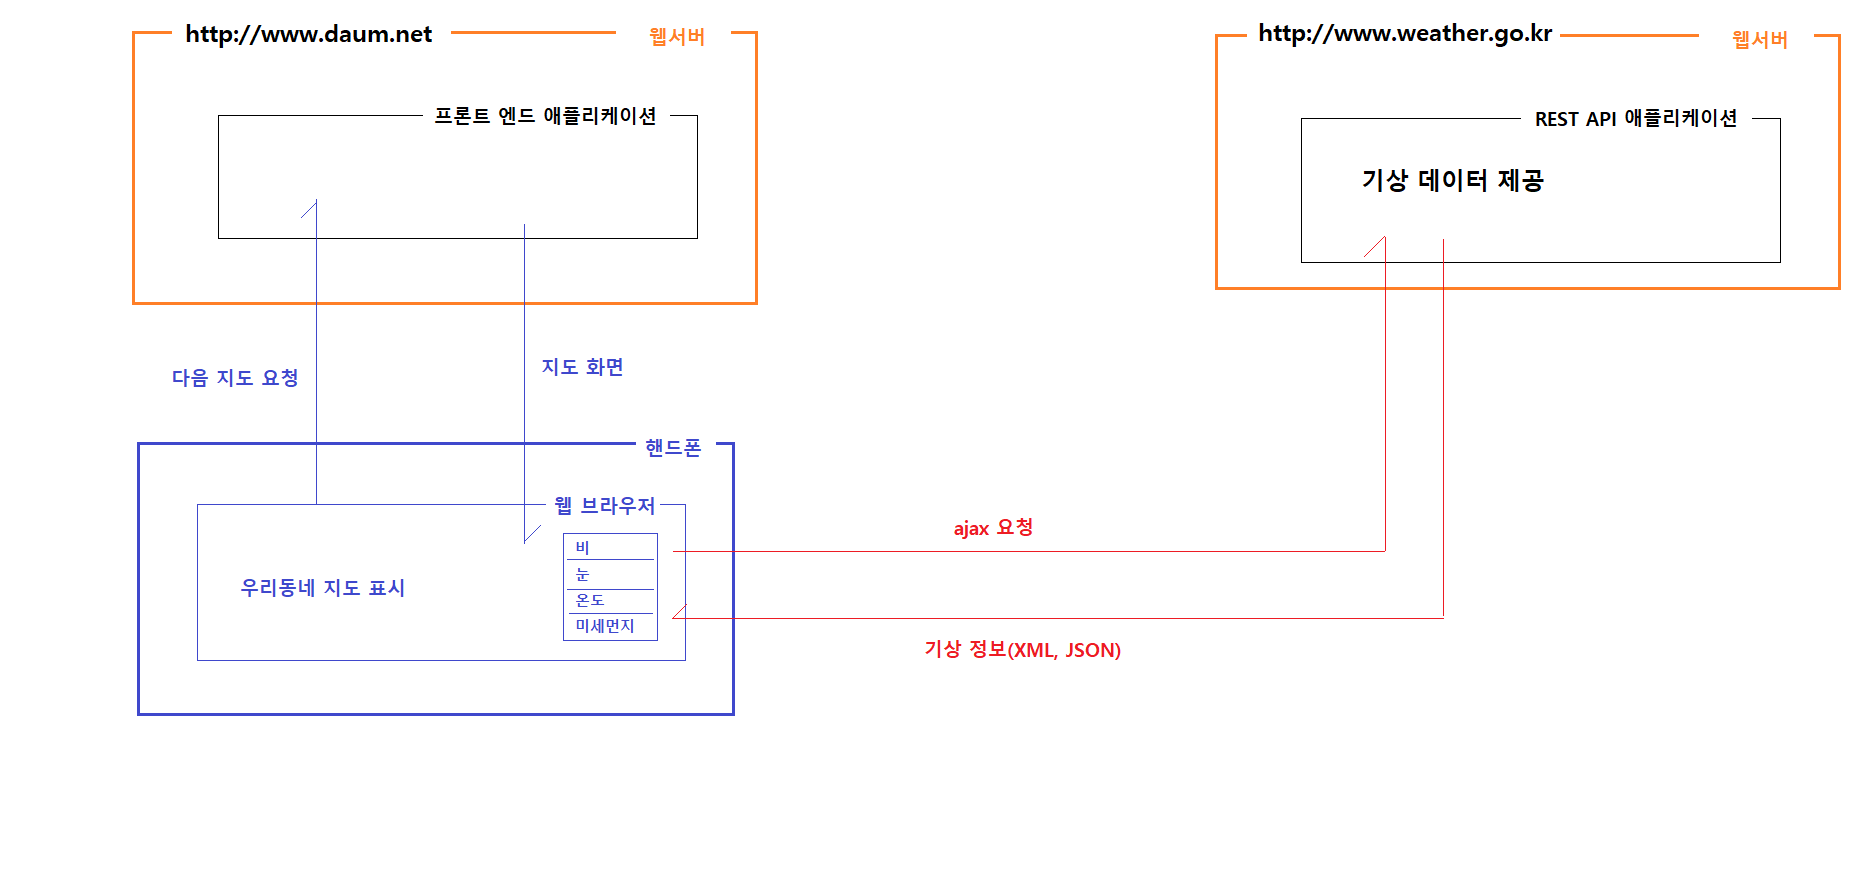 http://www.daum.net
웹서버
http://www.weather.go.kr
웹서버
프론트 엔드 애플리케이션
REST API 애플리케이션
기상 데이터 제공
다음 지도 요청
지도 화면
핸드폰
웹 브라우저
비
눈
온도
미세먼지
우리동네 지도 표시
ajax 요청
기상 정보(XML, JSON)